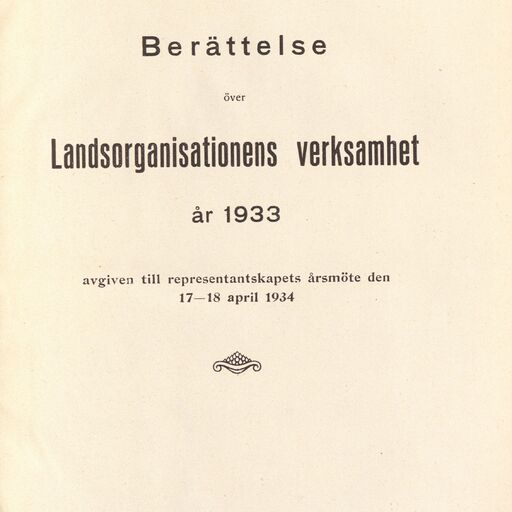 Berättelse
över
Landsorganisationens verksamhet
år 1933
avgiven till representantskapets årsmöte den
17—18 april 1934